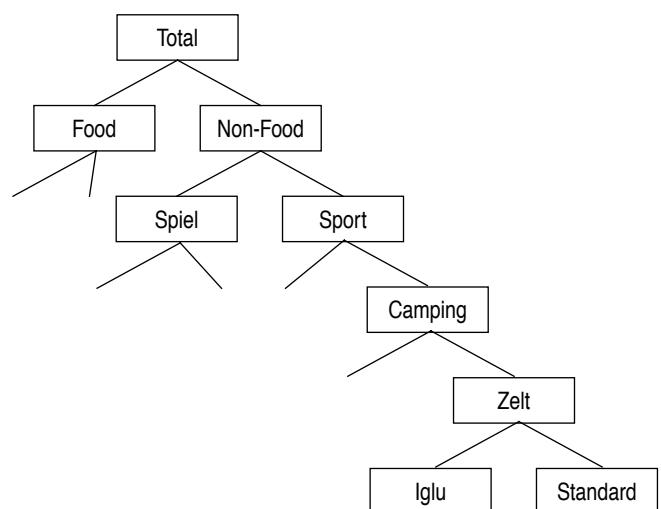 Total
Food
Non-Food
Spiel
Sport
Camping
Zelt
Iglu
Standard